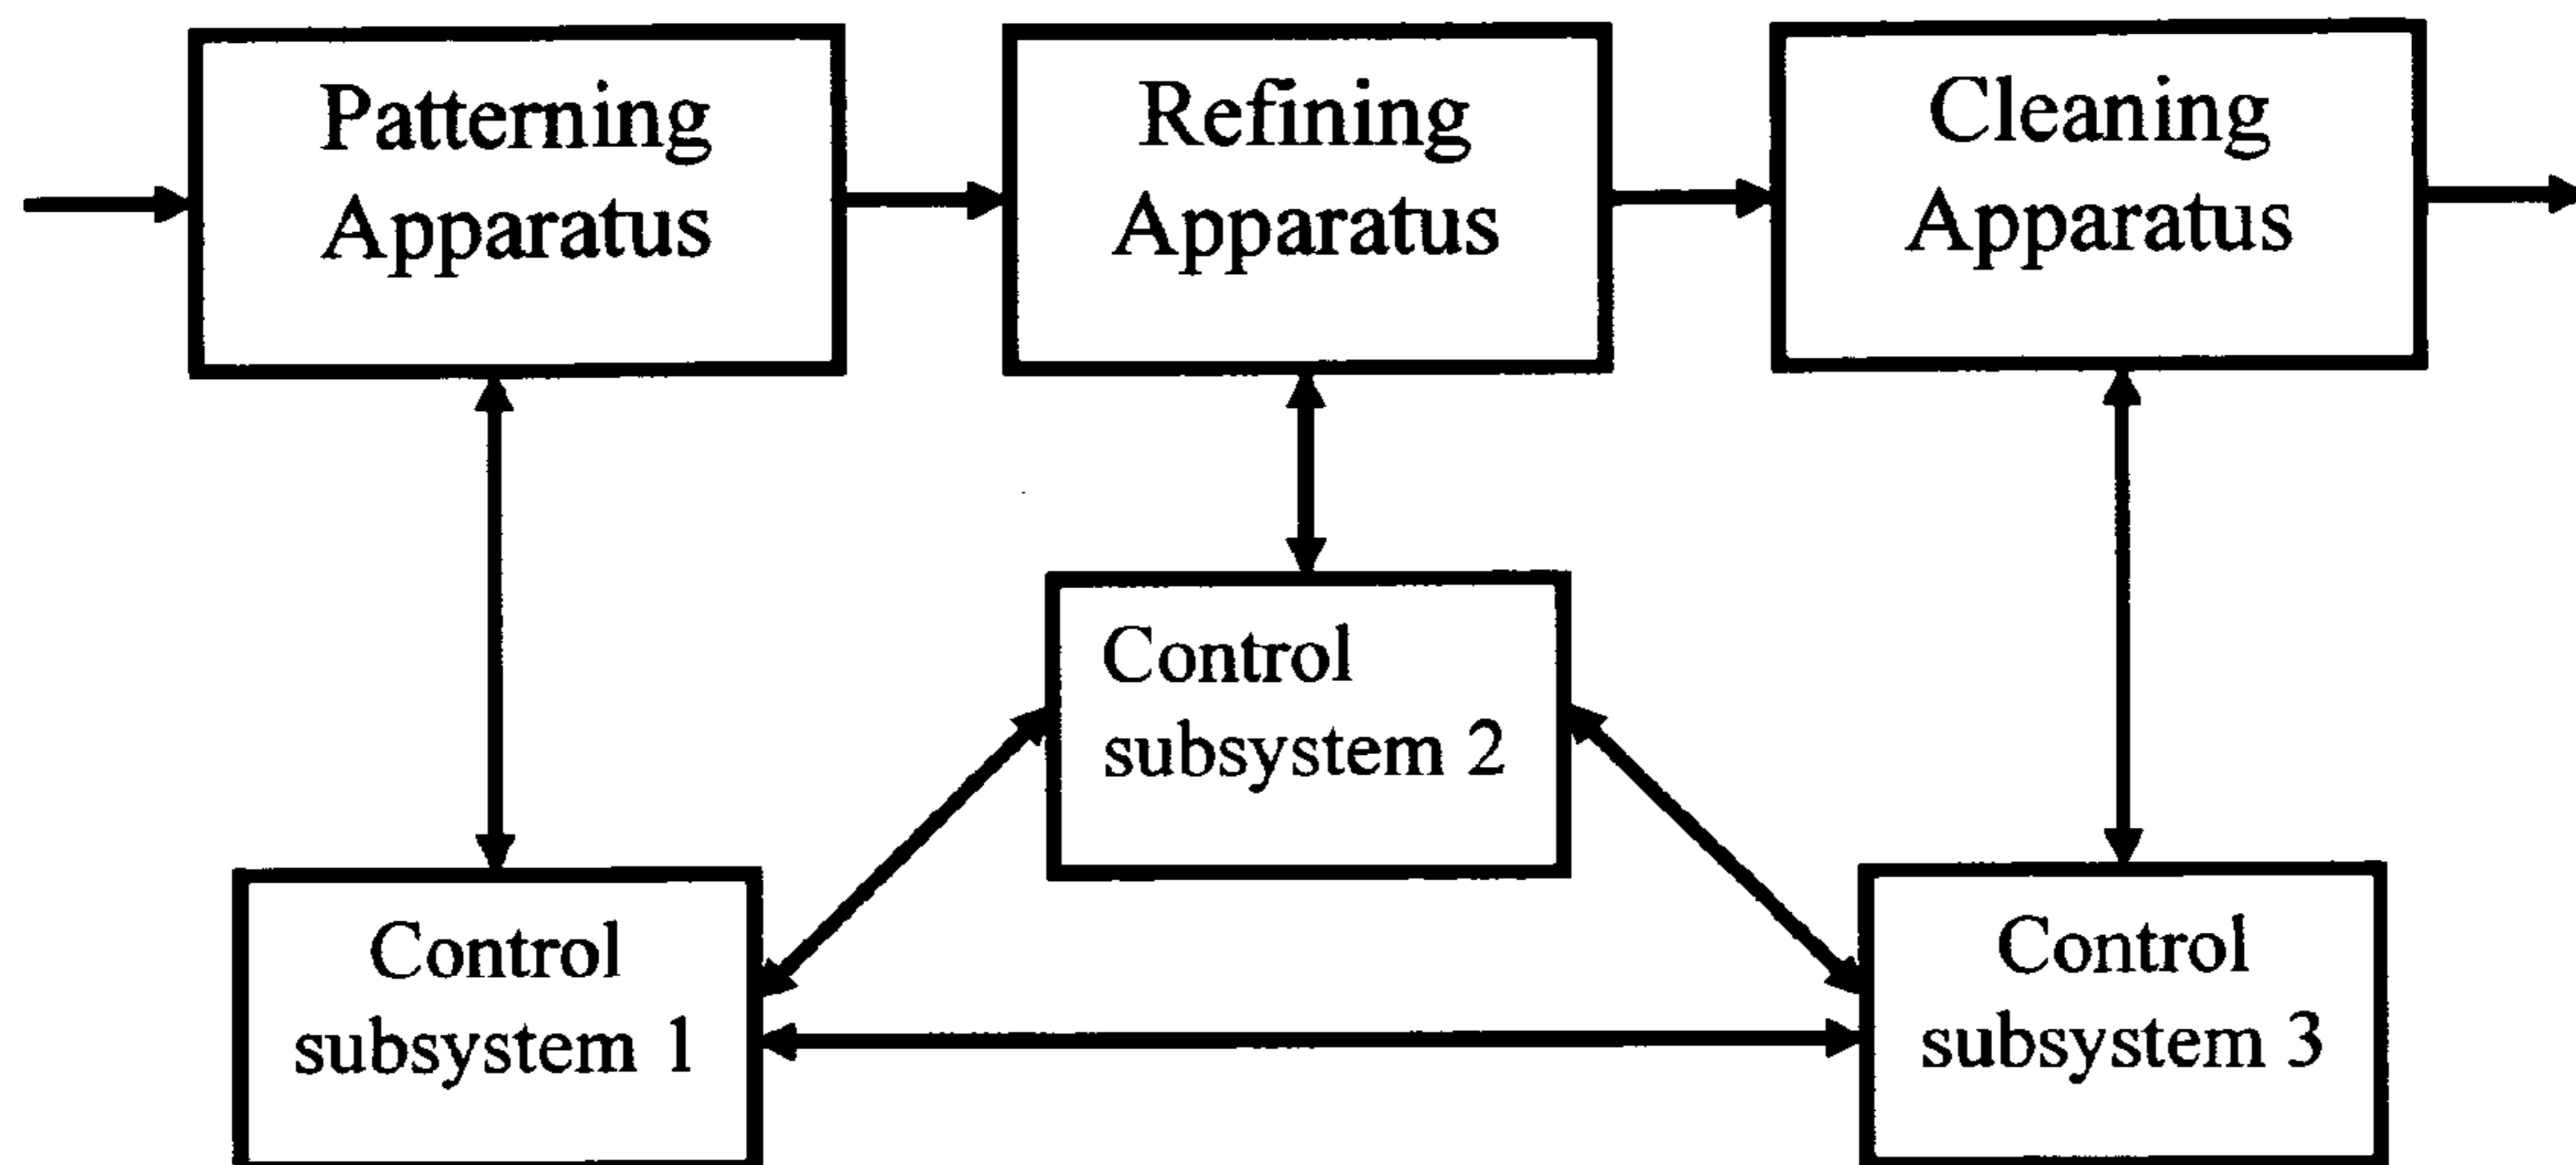 Patterning
Apparatus
Refining
Apparatus
Cleaning
Apparatus
Control
subsystem 2
Control
subsystem 1
Control
subsystem 3